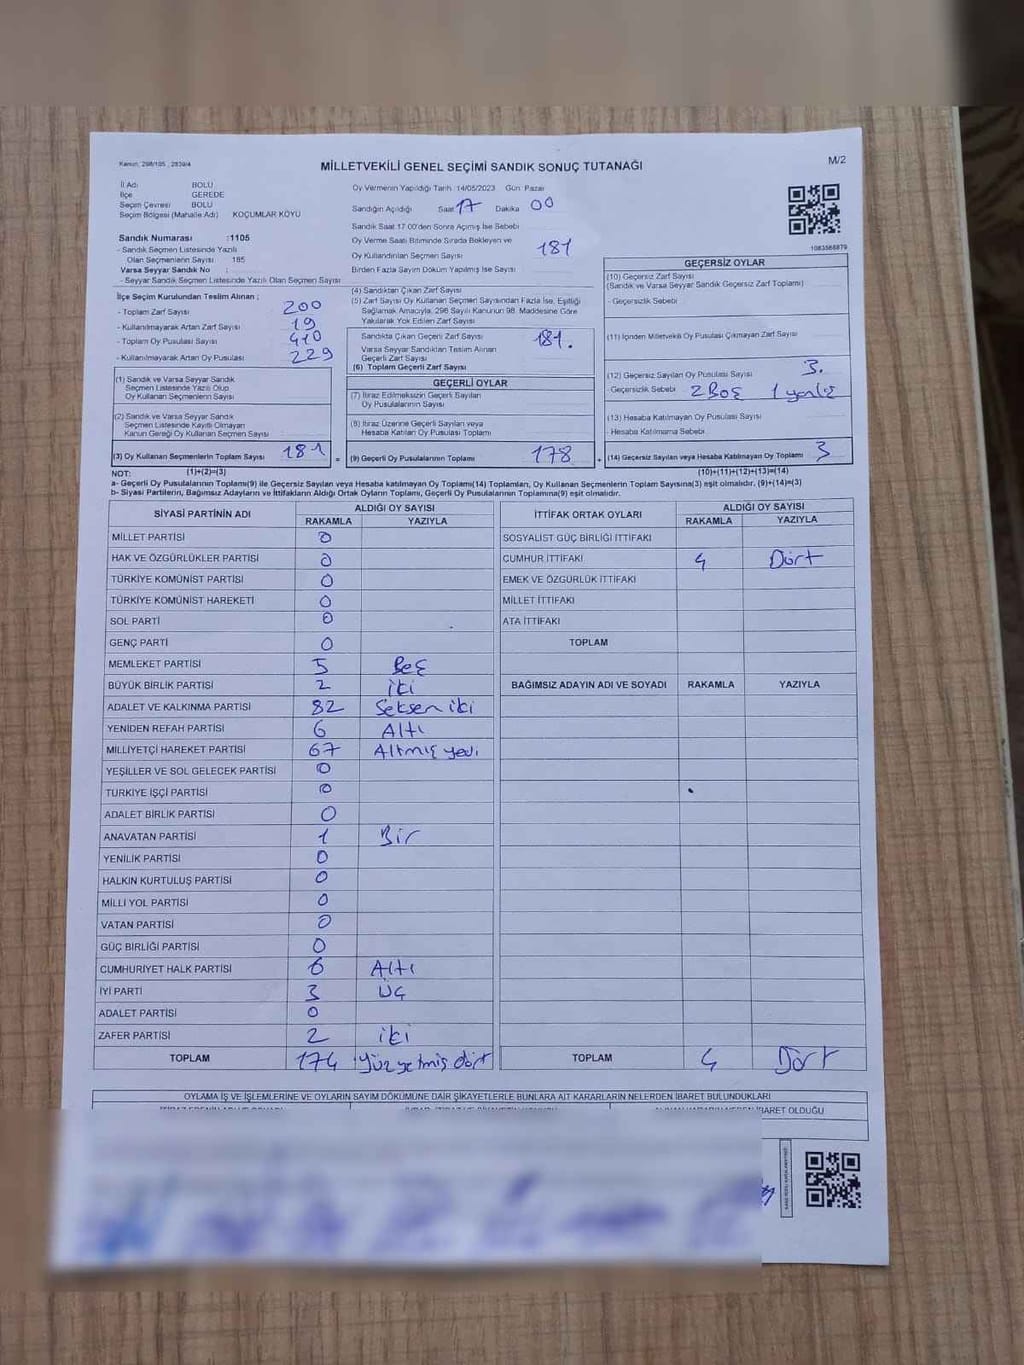 Kanun: 298/105 , 2839/4
MİLLETVEKİLİ GENEL SEÇİMİ SANDIK SONUÇ TUTANAĞI
M/2
İl Adı BOLU
İlçe GEREDE
Seçim Çevresi BOLU
Seçim Bölgesi (Mahalle Adı) KOÇUMLAR KÖYÜ
Sandık Numarası :1105
- Sandık Seçmen Listesinde Yazılı
Olan Seçmenlerin Sayısı 185
Varsa Seyyar Sandık No :
- Seyyar Sandık Seçmen Listesinde Yazılı Olan Seçmen Sayısı
İlçe Seçim Kurulundan Teslim Alınan ;
- Toplam Zarf Sayısı 200
- Kullanılmayarak Artan Zarf Sayısı 19
- Toplam Oy Pusulası Sayısı 410
- Kullanılmayarak Artan Oy Pusulası 229
(1) Sandık ve Varsa Seyyar Sandık
Seçmen Listesinde Yazılı Olup
Oy Kullanan Seçmenlerin Sayısı
(2) Sandık ve Varsa Seyyar Sandık
Seçmen Listesinde Kayıtlı Olmayan
Kanun Gereği Oy Kullanan Seçmen Sayısı
(3) Oy Kullanan Seçmenlerin Toplam Sayısı 181
Oy Vermenin Yapıldığı Tarih: 14/05/2023 Gün: Pazar
Sandığın Açıldığı Saat 17 Dakika 00
Sandık Saat 17:00'den Sonra Açılmış İse Sebebi
Oy Verme Saati Bitiminde Sırada Bekleyen ve
Oy Kullandırılan Seçmen Sayısı 181
Birden Fazla Sayım Döküm Yapılmış İse Sayısı
(4) Sandıktan Çıkan Zarf Sayısı
(5) Zarf Sayısı Oy Kullanan Seçmen Sayısından Fazla İse, Eşitliği
Sağlamak Amacıyla, 298 Sayılı Kanunun 98. Maddesine Göre
Yakılarak Yok Edilen Zarf Sayısı
Sandıkta Çıkan Geçerli Zarf Sayısı 181.
Varsa Seyyar Sandıktan Teslim Alınan
Geçerli Zarf Sayısı
(6) Toplam Geçerli Zarf Sayısı
GEÇERLİ OYLAR
(7) İtiraz Edilmeksizin Geçerli Sayılan
Oy Pusulalarının Sayısı
(8) İtiraz Üzerine Geçerli Sayılan veya
Hesaba Katılan Oy Pusulası Toplamı
= (9) Geçerli Oy Pusulalarının Toplamı 178
1083568879
GEÇERSİZ OYLAR
(10) Geçersiz Zarf Sayısı
(Sandık ve Varsa Seyyar Sandık Geçersiz Zarf Toplamı)
- Geçersizlik Sebebi
(11) İçinden Milletvekili Oy Pusulası Çıkmayan Zarf Sayısı
(12) Geçersiz Sayılan Oy Pusulası Sayısı 3.
- Geçersizlik Sebebi 2 Boş 1 yanlış
(13) Hesaba Katılmayan Oy Pusulası Sayısı
- Hesaba Katılmama Sebebi
+ (14) Geçersiz Sayılan veya Hesaba Katılmayan Oy Toplamı 3
NOT: (1)+(2)=(3) (10)+(11)+(12)+(13)=(14)
a- Geçerli Oy Pusulalarının Toplamı(9) ile Geçersiz Sayılan veya Hesaba Katılmayan Oy Toplamı(14) Toplamları, Oy Kullanan Seçmenlerin Toplam Sayısına(3) eşit olmalıdır. (9)+(14)=(3)
b- Siyasi Partilerin, Bağımsız Adayların ve İttifakların Aldığı Ortak Oyların Toplamı, Geçerli Oy Pusulalarının Toplamına(9) eşit olmalıdır.
SİYASİ PARTİNİN ADI ALDIĞI OY SAYISI
RAKAMLA YAZIYLA
MİLLET PARTİSİ 0
HAK VE ÖZGÜRLÜKLER PARTİSİ 0
TÜRKİYE KOMÜNİST PARTİSİ 0
TÜRKİYE KOMÜNİST HAREKETİ 0
SOL PARTİ 0
GENÇ PARTİ 0
MEMLEKET PARTİSİ 5 Beş
BÜYÜK BİRLİK PARTİSİ 2 iki
ADALET VE KALKINMA PARTİSİ 82 Seksen iki
YENİDEN REFAH PARTİSİ 6 Altı
MİLLİYETÇİ HAREKET PARTİSİ 67 Altmış yedi
YEŞİLLER VE SOL GELECEK PARTİSİ 0
TÜRKİYE İŞÇİ PARTİSİ 0
ADALET BİRLİK PARTİSİ 0
ANAVATAN PARTİSİ 1 Bir
YENİLİK PARTİSİ 0
HALKIN KURTULUŞ PARTİSİ 0
MİLLİ YOL PARTİSİ 0
VATAN PARTİSİ 0
GÜÇ BİRLİĞİ PARTİSİ 0
CUMHURİYET HALK PARTİSİ 6 Altı
İYİ PARTİ 3 ÜÇ
ADALET PARTİSİ 0
ZAFER PARTİSİ 2 iki
TOPLAM 174 Yüz yetmiş dört
İTTİFAK ORTAK OYLARI ALDIĞI OY SAYISI
RAKAMLA YAZIYLA
SOSYALİST GÜÇ BİRLİĞİ İTTİFAKI
CUMHUR İTTİFAKI 4 Dört
EMEK VE ÖZGÜRLÜK İTTİFAKI
MİLLET İTTİFAKI
ATA İTTİFAKI
TOPLAM
BAĞIMSIZ ADAYIN ADI VE SOYADI RAKAMLA YAZIYLA
TOPLAM 4 Dört
OYLAMA İŞ VE İŞLEMLERİNE VE OYLARIN SAYIM DÖKÜMÜNE DAİR ŞİKAYETLERLE BUNLARA AİT KARARLARIN NELERDEN İBARET BULUNDUKLARI
İBARET OLDUĞU